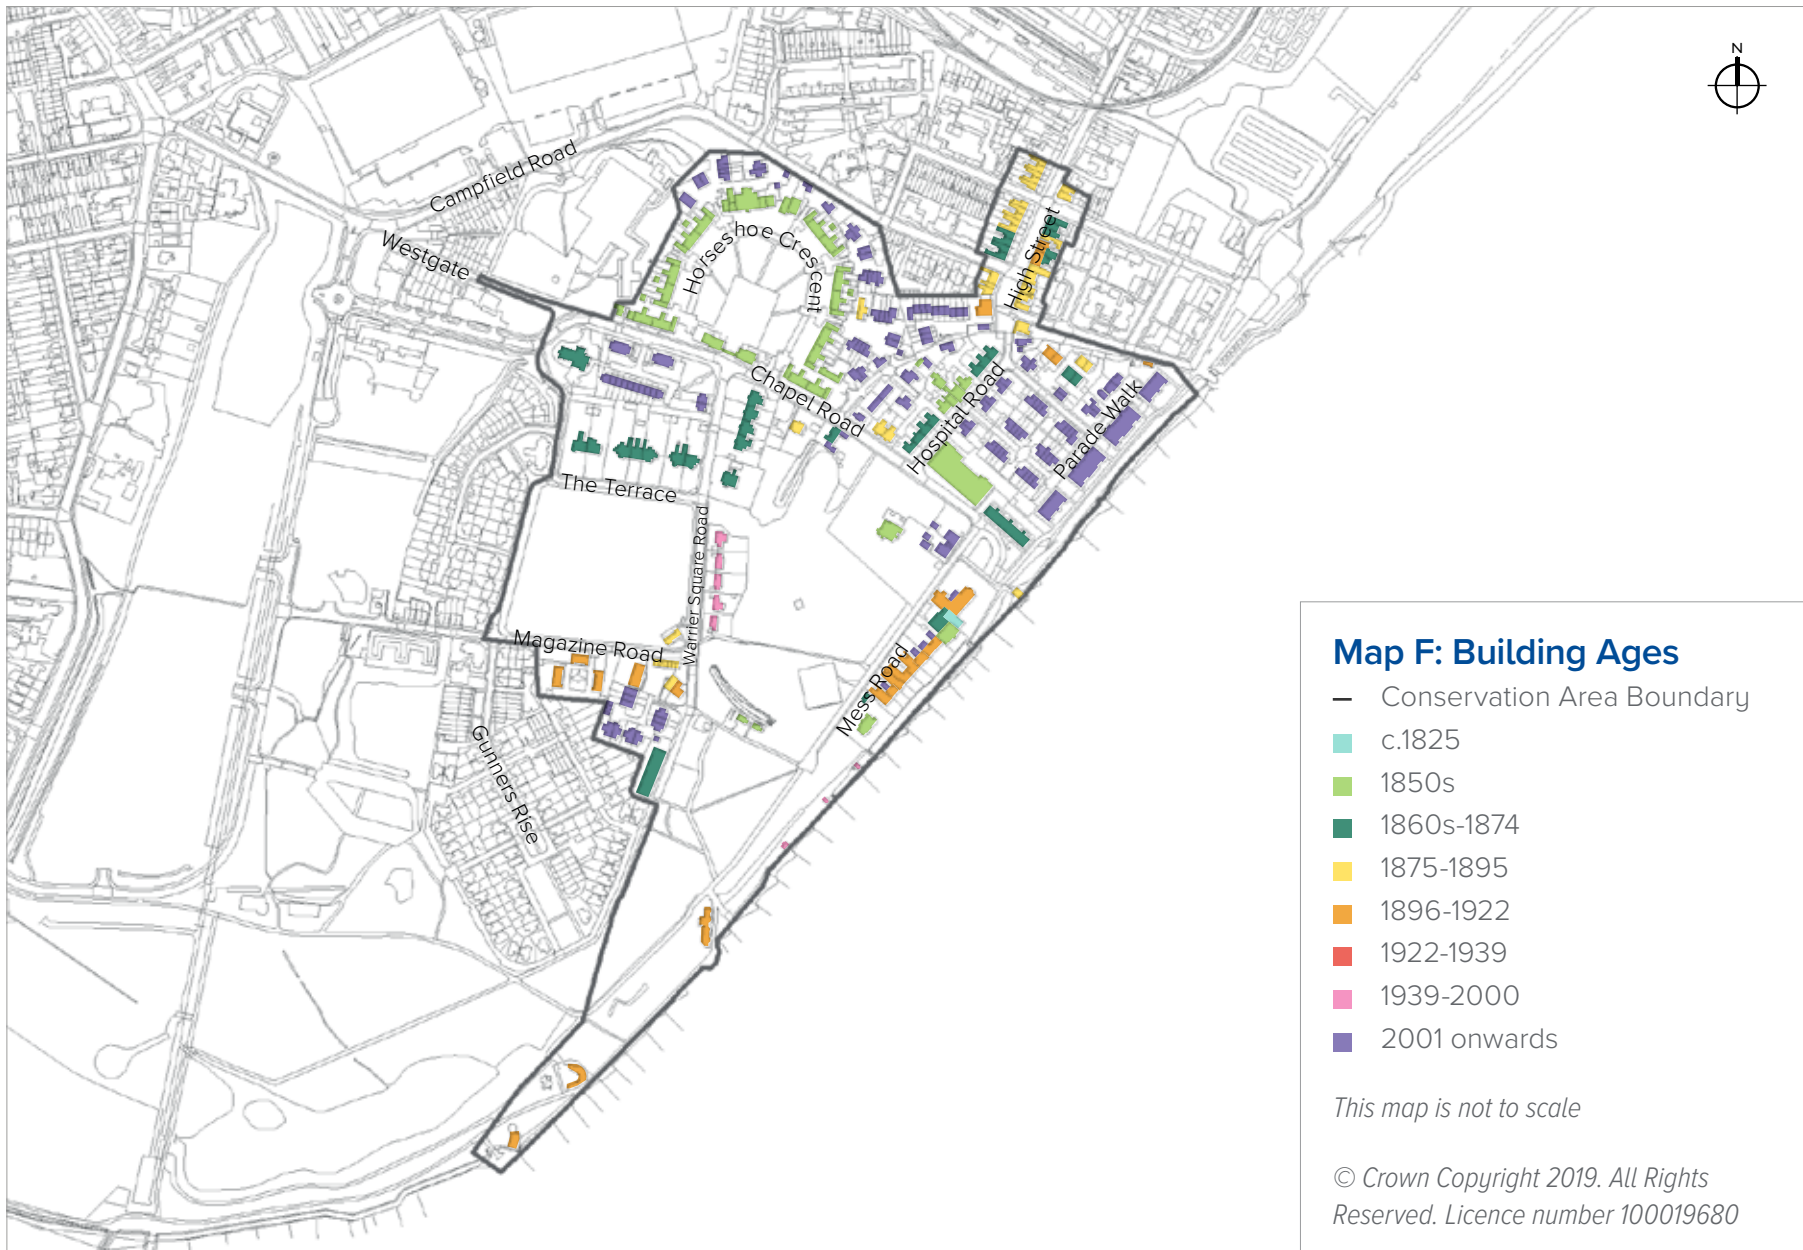 N
Campfield Road
Westgate
Horseshoe Crescent
High Street
Chapel Road
Hospital Road
Parade Walk
The Terrace
Warrier Square Road
Magazine Road
Mess Road
Gunners Rise
Map F: Building Ages
Conservation Area Boundary
c.1825
1850s
1860s-1874
1875-1895
1896-1922
1922-1939
1939-2000
2001 onwards
This map is not to scale
© Crown Copyright 2019. All Rights
Reserved. Licence number 100019680